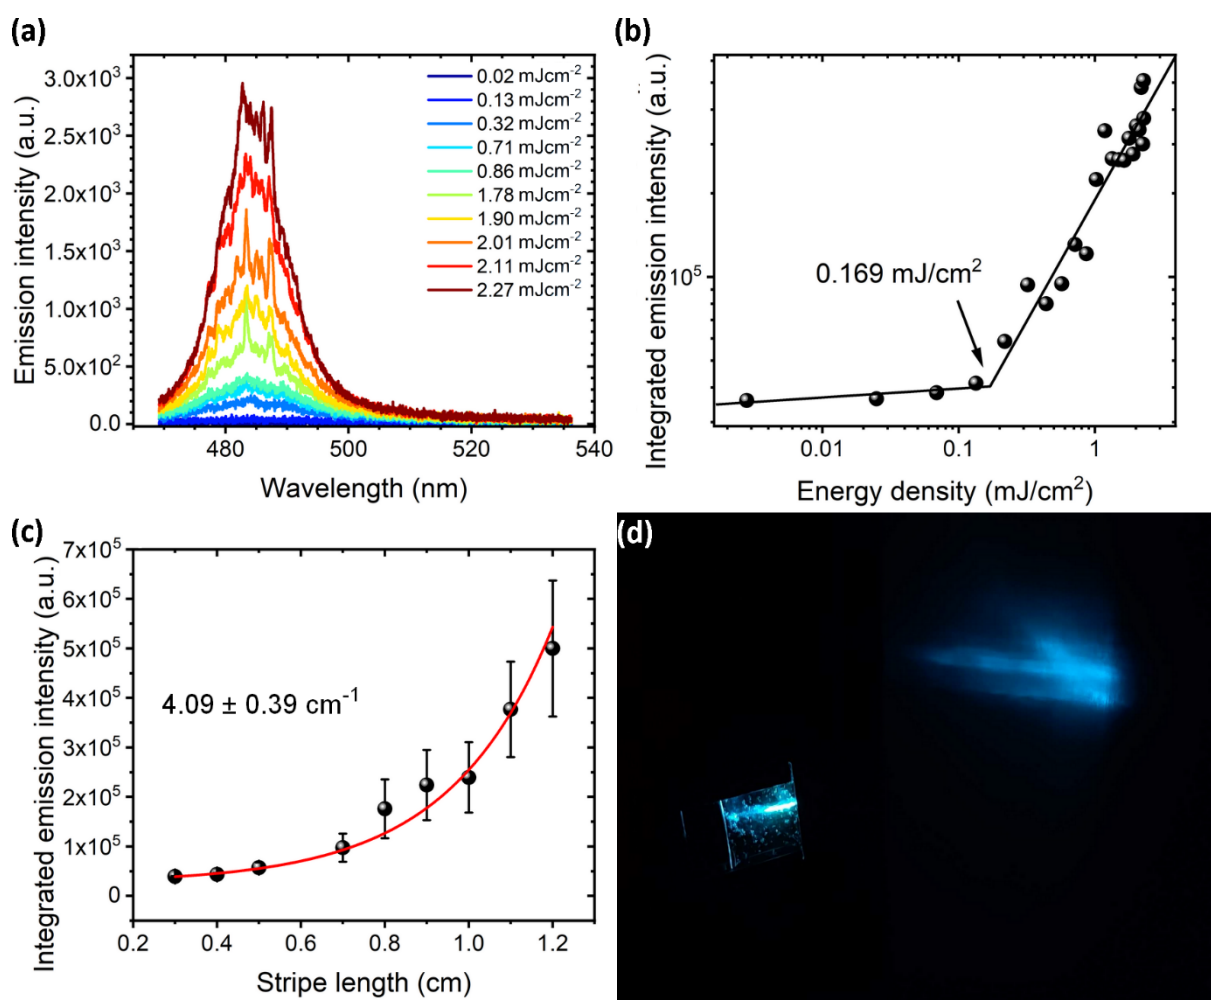 (a)
Emission intensity (a.u.)
3.0x10³
2.5x10³
2.0x10³
1.5x10³
1.0x10³
5.0x10²
0.0
480
500
520
540
Wavelength (nm)
0.02 mJcm⁻²
0.13 mJcm⁻²
0.32 mJcm⁻²
0.71 mJcm⁻²
0.86 mJcm⁻²
1.78 mJcm⁻²
1.90 mJcm⁻²
2.01 mJcm⁻²
2.11 mJcm⁻²
2.27 mJcm⁻²
(b)
Integrated emission intensity (a.u.)
10⁵
0.169 mJ/cm²
0.01
0.1
1
Energy density (mJ/cm²)
(c)
Integrated emission intensity (a.u.)
7x10⁵
6x10⁵
5x10⁵
4x10⁵
3x10⁵
2x10⁵
1x10⁵
0
4.09 ± 0.39 cm⁻¹
0.2
0.4
0.6
0.8
1.0
1.2
Stripe length (cm)
(d)